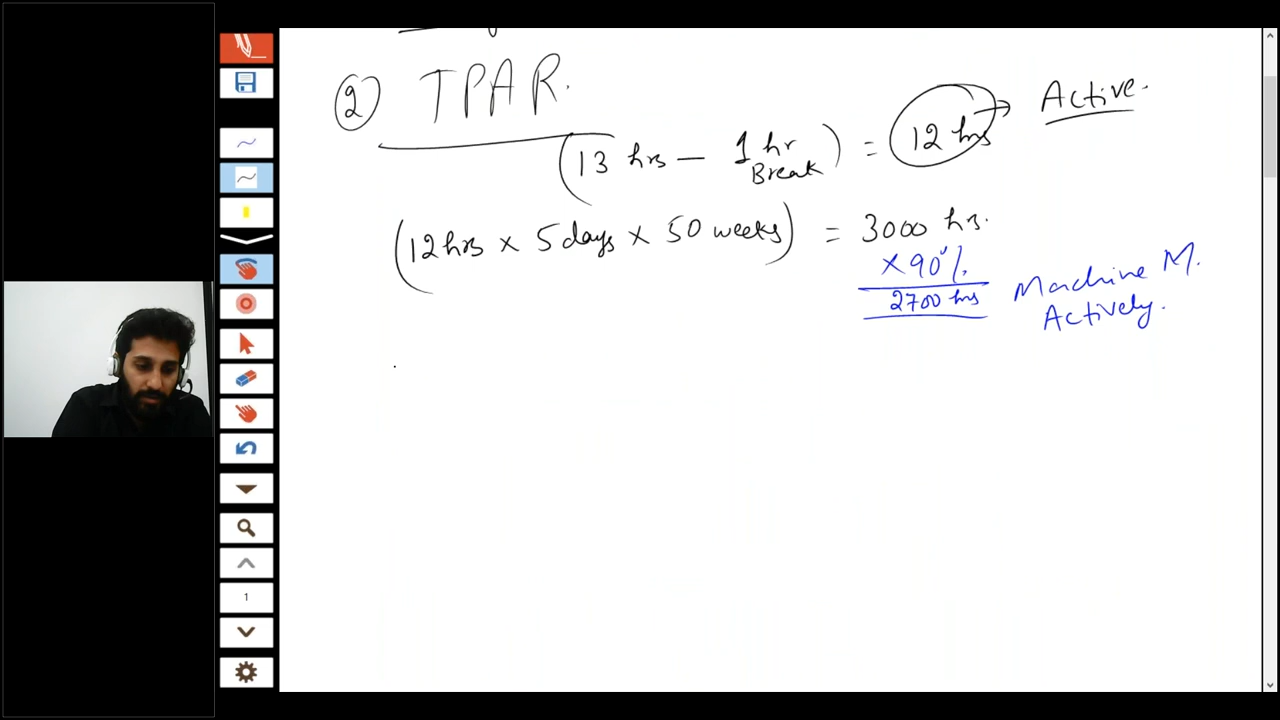 ② TPAR.
(13 hrs — 1 hr Break) = 12 hrs → Active.
(12 hrs × 5 days × 50 weeks) = 3000 hrs.
× 90%
2700 hrs Machine M. Actively.
1